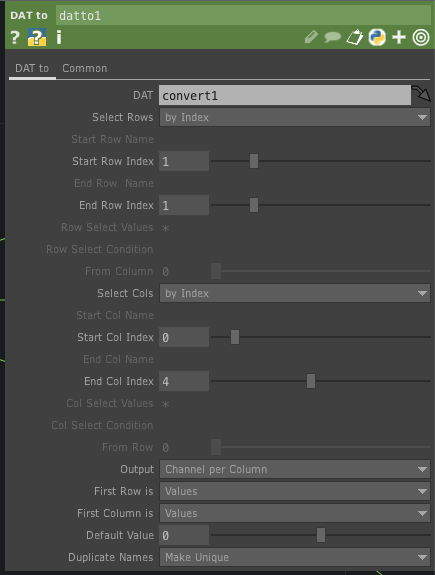 DAT to datto1
? ? i
DAT to Common
DAT convert1
Select Rows by Index
Start Row Name
Start Row Index 1
End Row Name
End Row Index 1
Row Select Values *
Row Select Condition
From Column 0
Select Cols by Index
Start Col Name
Start Col Index 0
End Col Name
End Col Index 4
Col Select Values *
Col Select Condition
From Row 0
Output Channel per Column
First Row is Values
First Column is Values
Default Value 0
Duplicate Names Make Unique